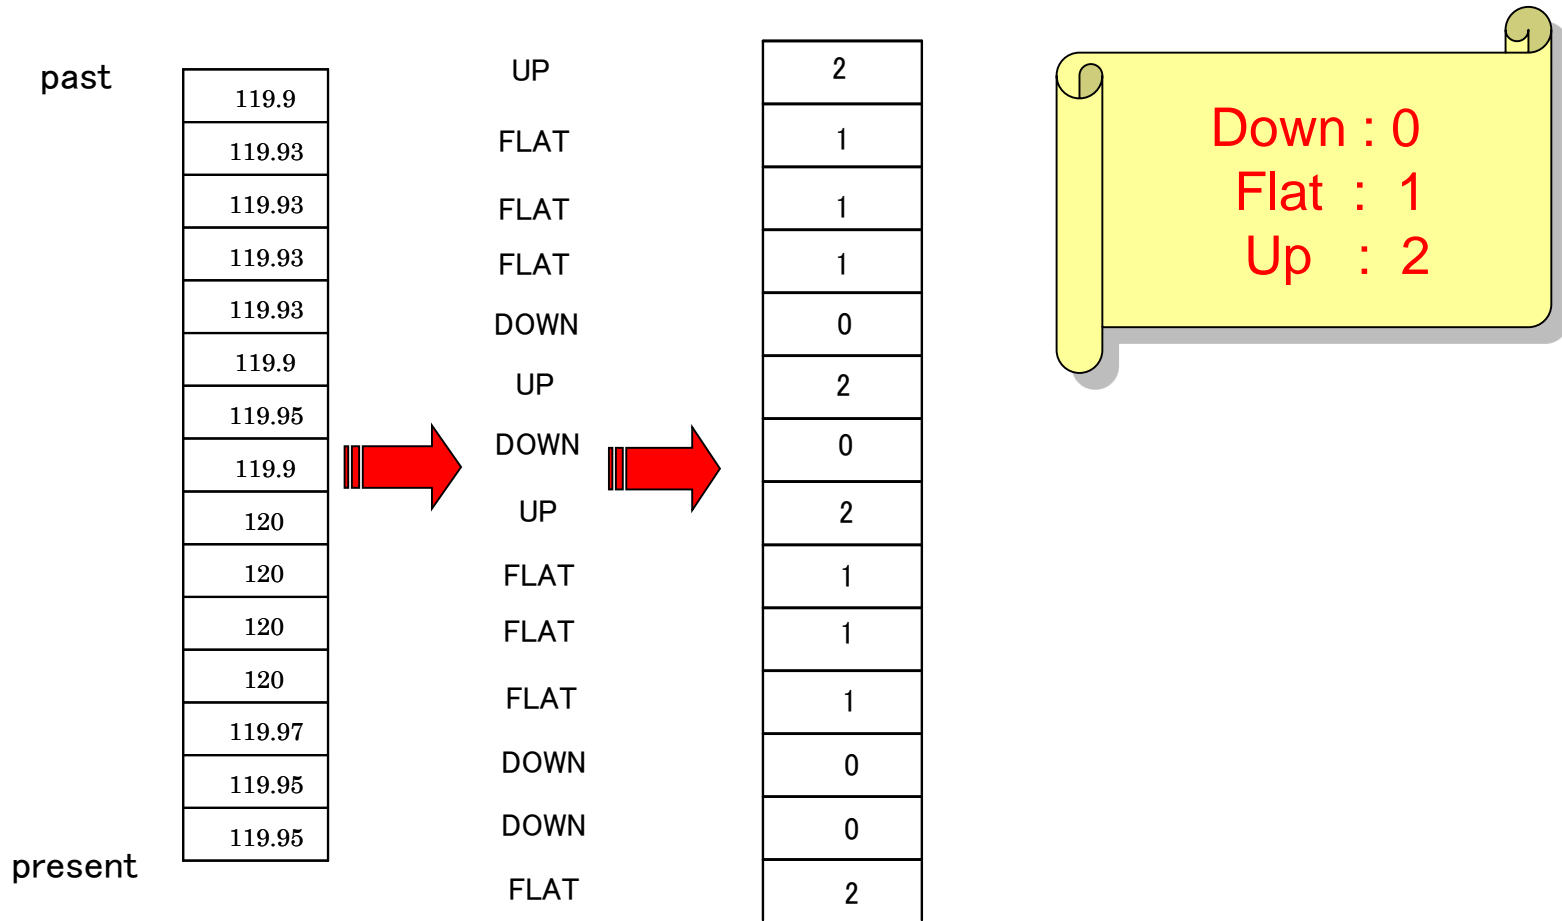 past
119.9
119.93
119.93
119.93
119.93
119.9
119.95
119.9
120
120
120
120
119.97
119.95
119.95
present
UP
FLAT
FLAT
FLAT
DOWN
UP
DOWN
UP
FLAT
FLAT
FLAT
DOWN
DOWN
FLAT
2
1
1
1
0
2
0
2
1
1
1
0
0
2
Down : 0
Flat : 1
Up : 2